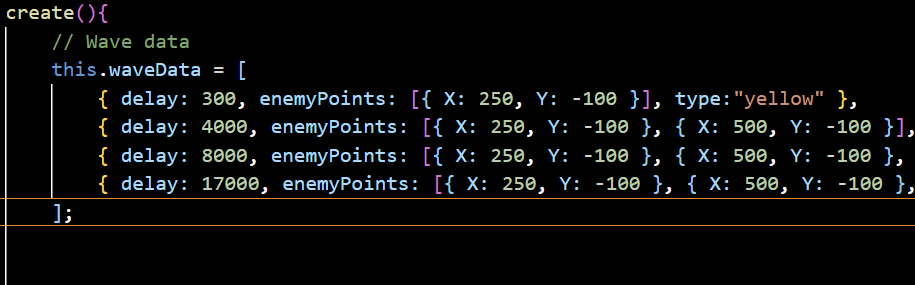 create(){
// Wave data
this.waveData = [
{ delay: 300, enemyPoints: [{ X: 250, Y: -100 }], type:"yellow" },
{ delay: 4000, enemyPoints: [{ X: 250, Y: -100 }, { X: 500, Y: -100 }],
{ delay: 8000, enemyPoints: [{ X: 250, Y: -100 }, { X: 500, Y: -100 },
{ delay: 17000, enemyPoints: [{ X: 250, Y: -100 }, { X: 500, Y: -100 },
];